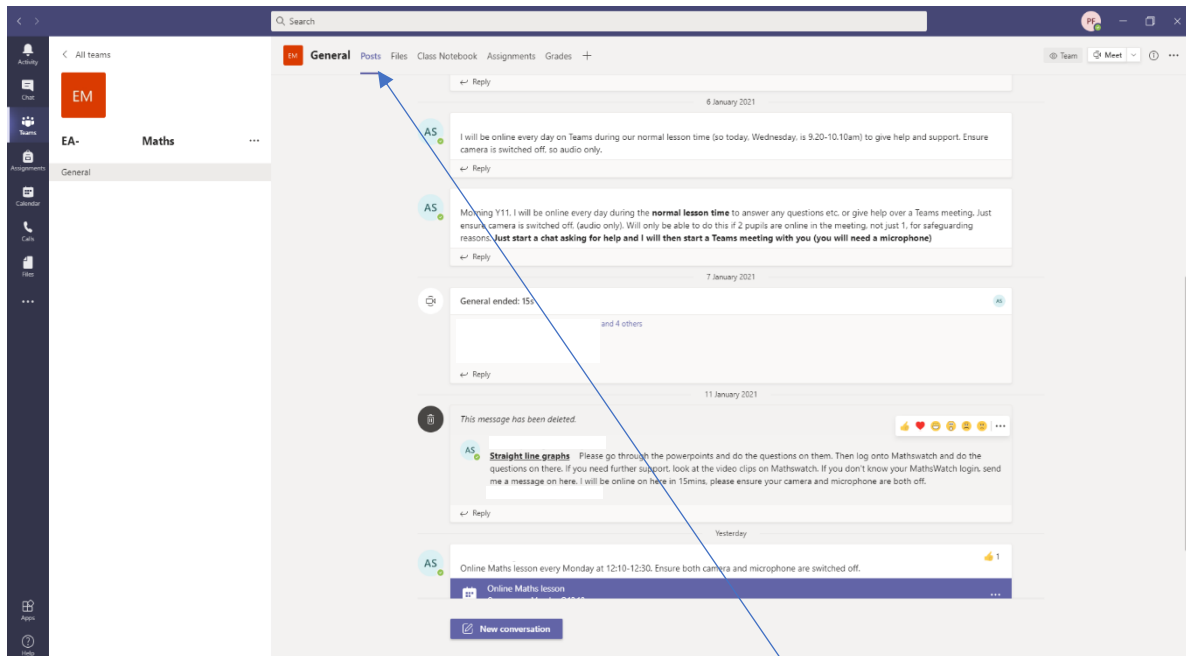 Search
PF
Activity
Chat
Teams
Assignments
Calendar
Calls
Files
Apps
Help
All teams
EM
EA- Maths ...
General
EM General Posts Files Class Notebook Assignments Grades +
Team Meet
Reply
6 January 2021
AS
I will be online every day on Teams during our normal lesson time (so today, Wednesday, is 9.20-10.10am) to give help and support. Ensure
camera is switched off, so audio only.
Reply
AS
Morning Y11, I will be online every day during the normal lesson time to answer any questions etc. or give help over a Teams meeting. Just
ensure camera is switched off. (audio only). Will only be able to do this if 2 pupils are online in the meeting, not just 1, for safeguarding
reasons. Just start a chat asking for help and I will then start a Teams meeting with you (you will need a microphone)
Reply
7 January 2021
General ended: 15s
AS
and 4 others
Reply
11 January 2021
This message has been deleted.
AS
Straight line graphs Please go through the powerpoints and do the questions on them. Then log onto Mathswatch and do the
questions on there. If you need further support, look at the video clips on Mathswatch. If you don't know your MathsWatch login, send
me a message on here. I will be online on here in 15mins, please ensure your camera and microphone are both off.
Reply
Yesterday
AS
1
Online Maths lesson every Monday at 12:10-12:30. Ensure both camera and microphone are switched off.
Online Maths lesson
New conversation